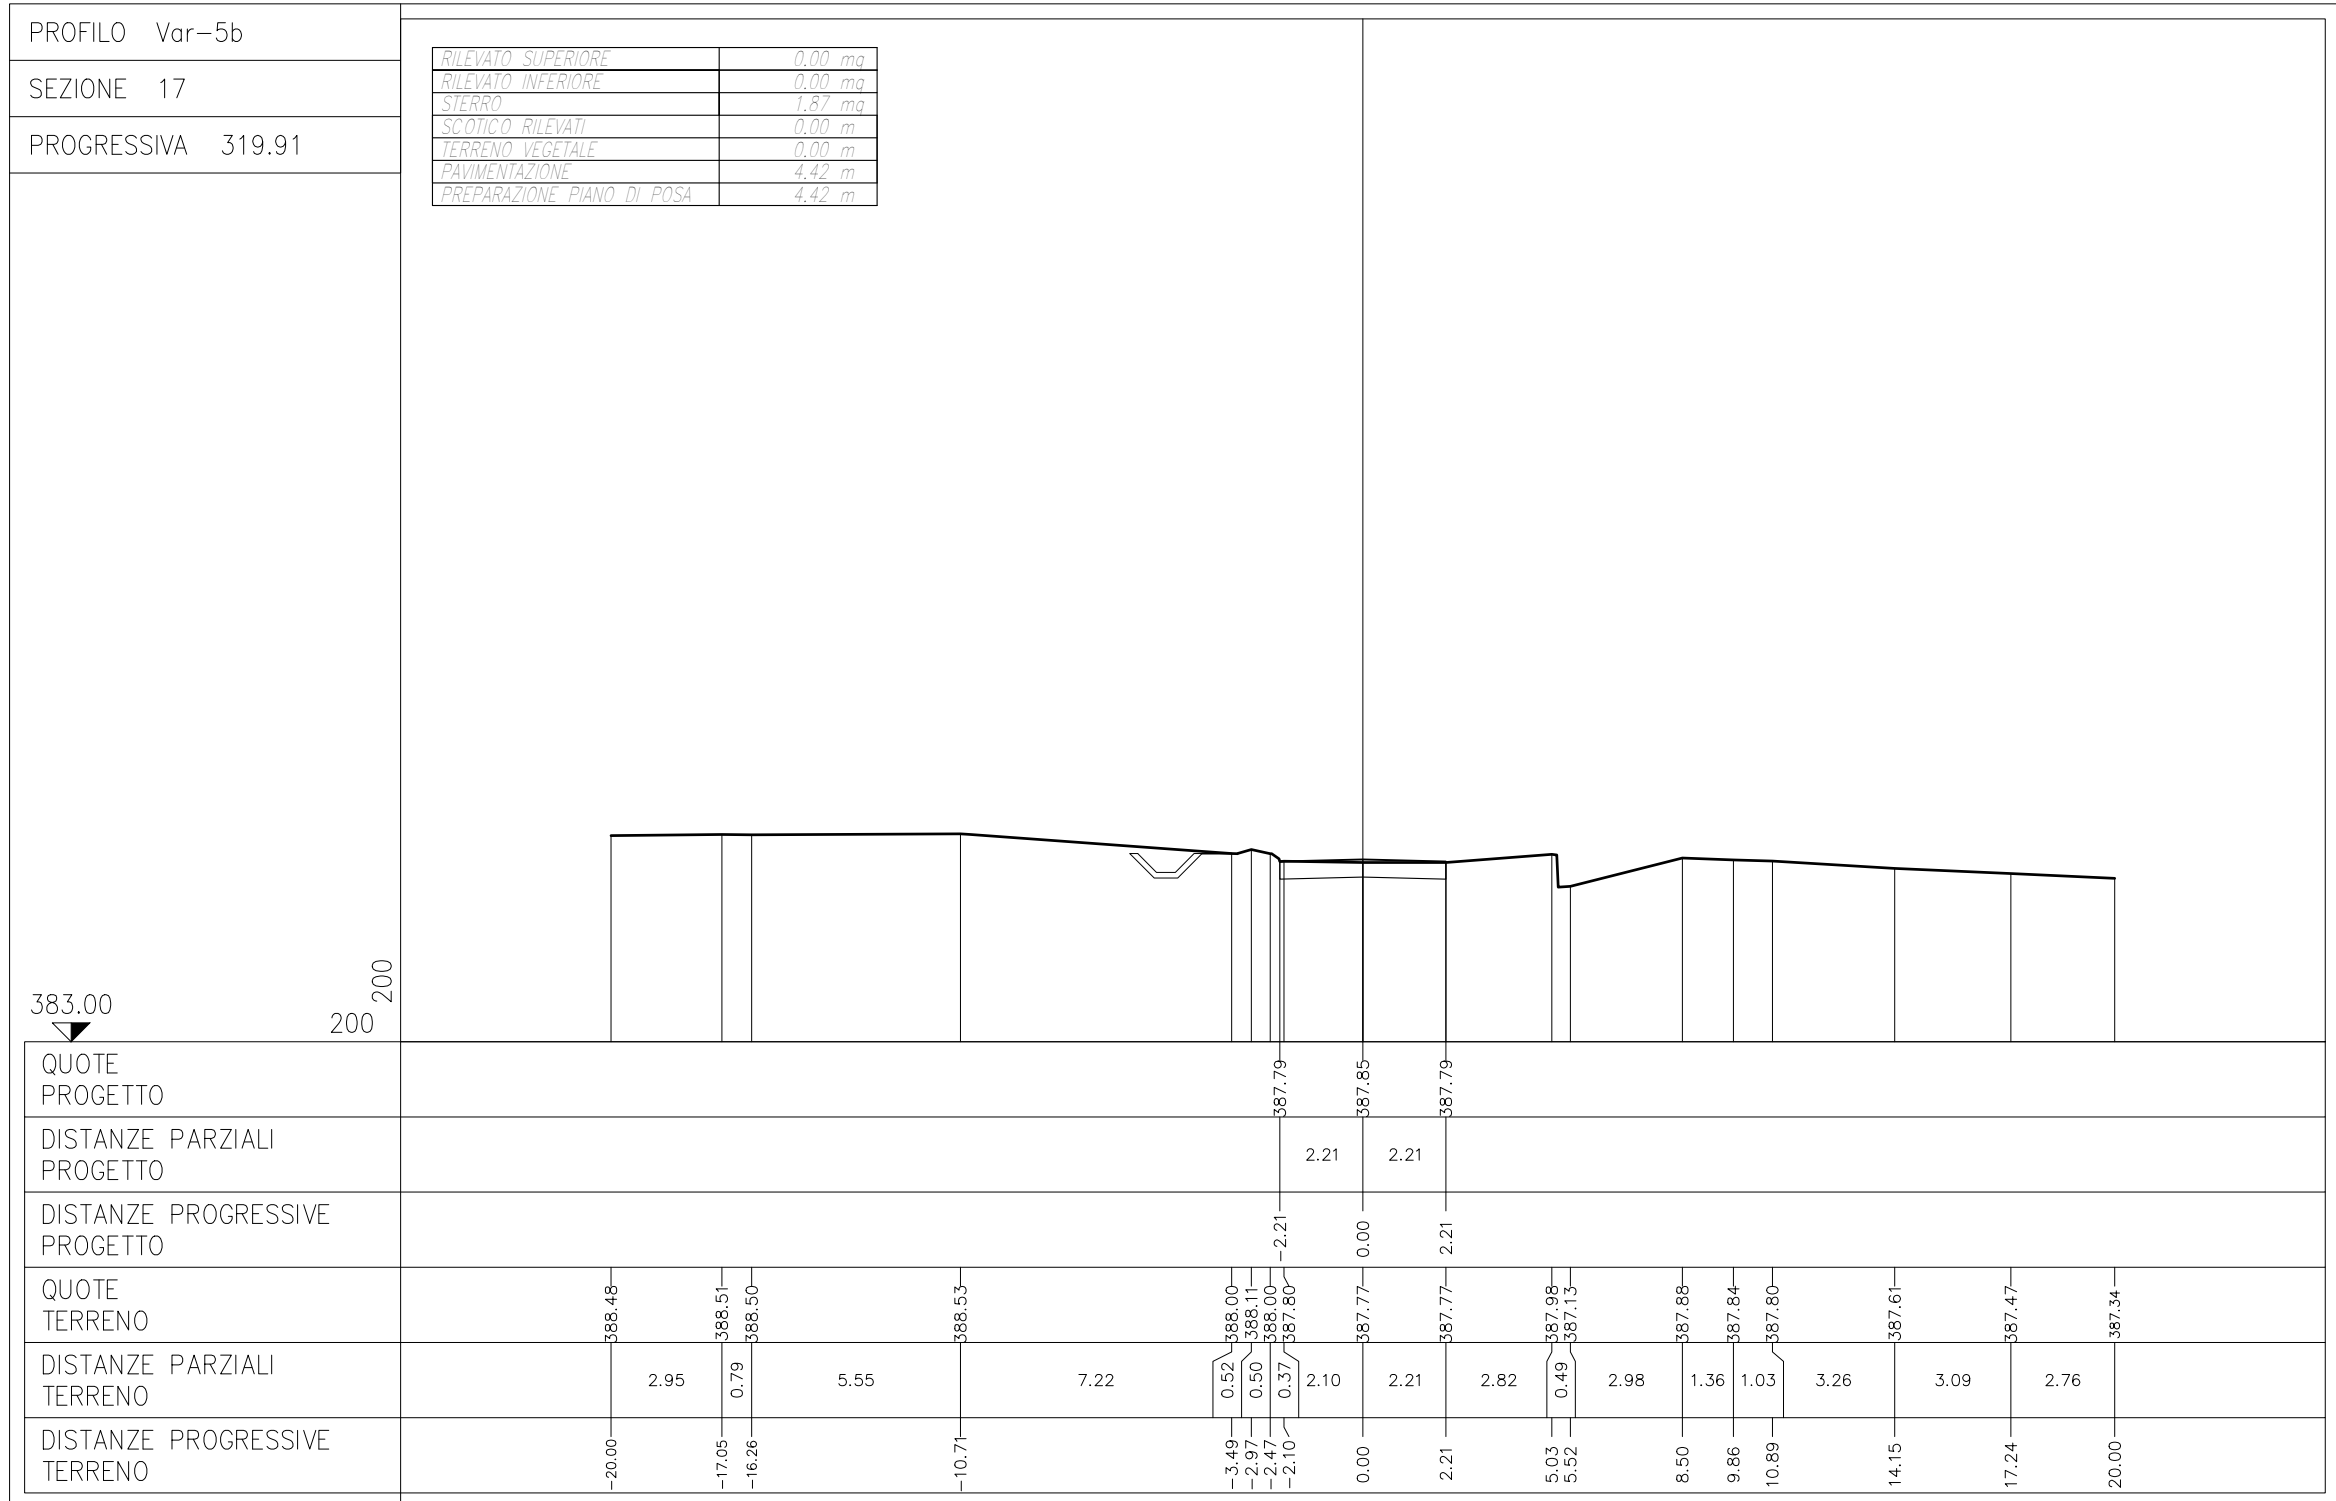 PROFILO Var-5b
SEZIONE 17
PROGRESSIVA 319.91
RILEVATO SUPERIORE 0.00 mq
RILEVATO INFERIORE 0.00 mq
STERRO 1.87 mq
SCOTICO RILEVATI 0.00 m
TERRENO VEGETALE 0.00 m
PAVIMENTAZIONE 4.42 m
PREPARAZIONE PIANO DI POSA 4.42 m
383.00
200
200
QUOTE
PROGETTO
387.79 387.85 387.79
DISTANZE PARZIALI
PROGETTO
2.21 2.21
DISTANZE PROGRESSIVE
PROGETTO
-2.21 0.00 2.21
QUOTE
TERRENO
388.48 388.51 388.50 388.53 388.00 388.11 388.00 387.80 387.77 387.77 387.98 387.13 387.88 387.84 387.80 387.61 387.47 387.34
DISTANZE PARZIALI
TERRENO
2.95 0.79 5.55 7.22 0.52 0.50 0.37 2.10 2.21 2.82 0.49 2.98 1.36 1.03 3.26 3.09 2.76
DISTANZE PROGRESSIVE
TERRENO
-20.00 -17.05 -16.26 -10.71 -3.49 -2.97 -2.47 -2.10 0.00 2.21 5.03 5.52 8.50 9.86 10.89 14.15 17.24 20.00